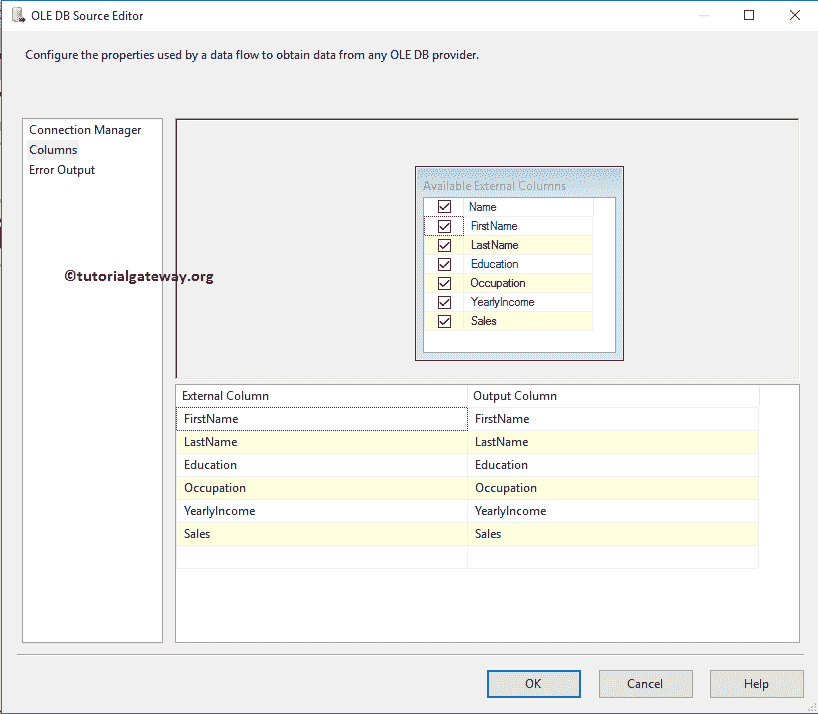 OLE DB Source Editor
Configure the properties used by a data flow to obtain data from any OLE DB provider.
Connection Manager
Columns
Error Output
©tutorialgateway.org
Available External Columns
Name
FirstName
LastName
Education
Occupation
YearlyIncome
Sales
External Column Output Column
FirstName FirstName
LastName LastName
Education Education
Occupation Occupation
YearlyIncome YearlyIncome
Sales Sales
OK Cancel Help